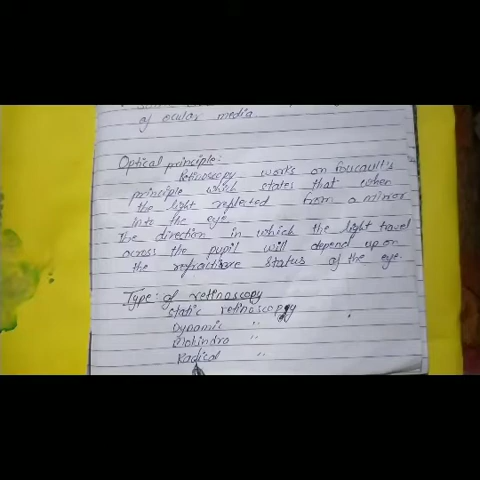 of ocular media
Optical principle:
Retinoscopy works on Foucault's
principle which states that when
the light reflected from a mirror
into the eye
the direction in which the light travel
across the pupil will depend upon
the refractive status of the eye.
Type: of retinoscopy
static retinoscopy
Dynamic "
Mohindra "
Radical "